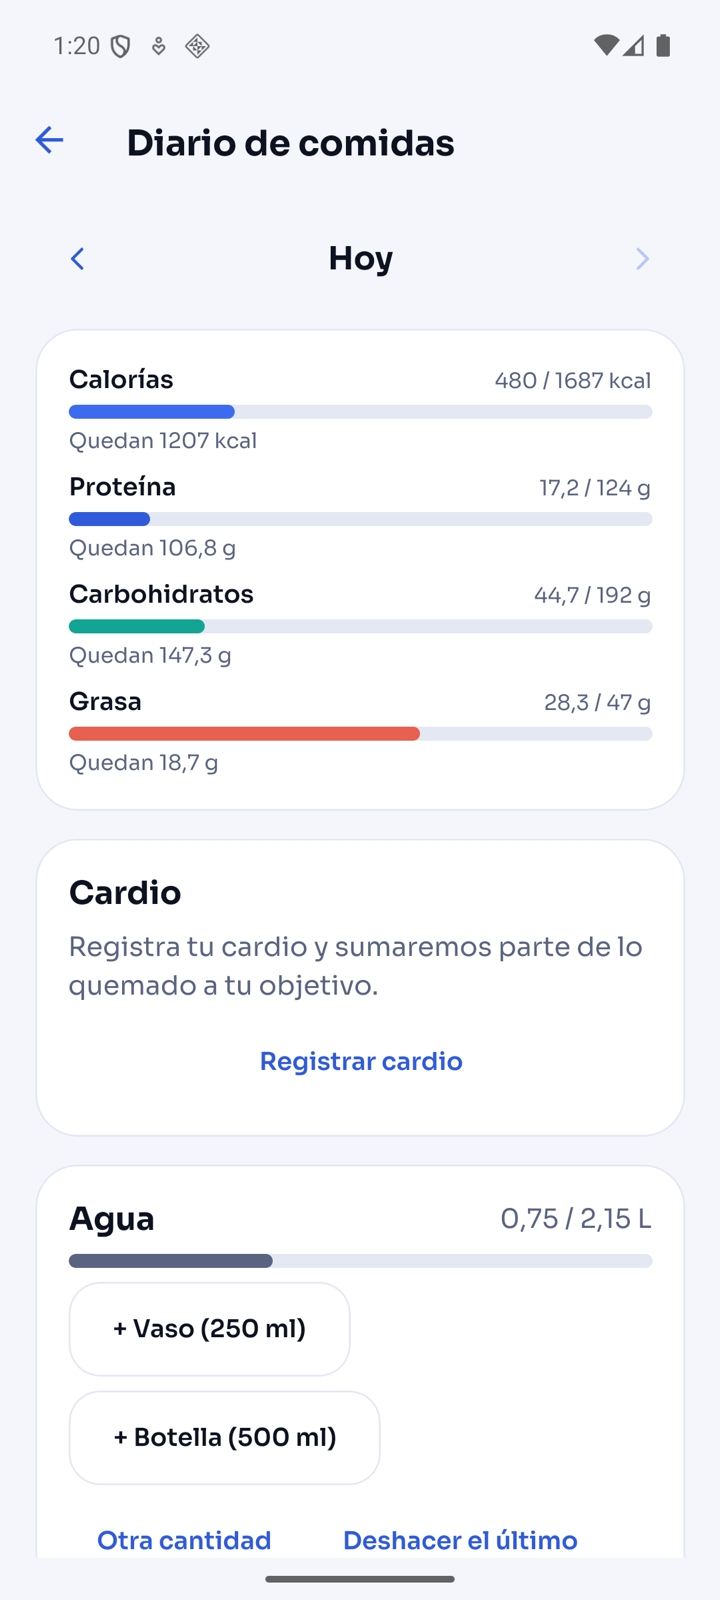 1:20
Diario de comidas
Hoy
Calorías 480 / 1687 kcal
Quedan 1207 kcal
Proteína 17,2 / 124 g
Quedan 106,8 g
Carbohidratos 44,7 / 192 g
Quedan 147,3 g
Grasa 28,3 / 47 g
Quedan 18,7 g
Cardio
Registra tu cardio y sumaremos parte de lo
quemado a tu objetivo.
Registrar cardio
Agua 0,75 / 2,15 L
+ Vaso (250 ml)
+ Botella (500 ml)
Otra cantidad Deshacer el último